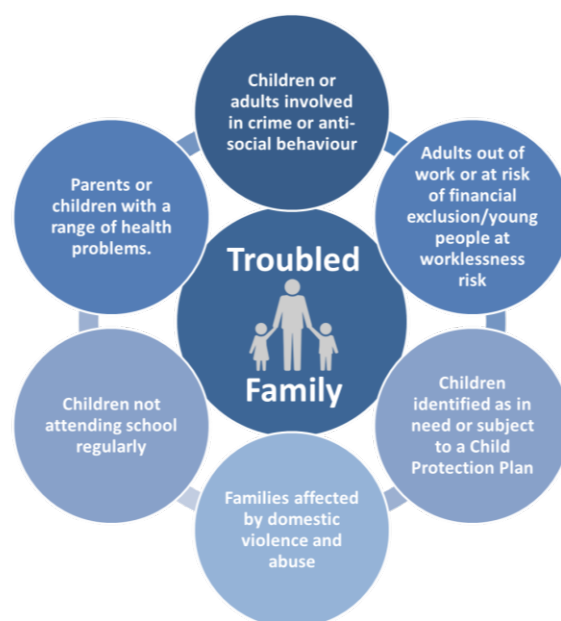 Children or
adults involved
in crime or anti-
social behaviour
Adults out of
work or at risk
of financial
exclusion/young
people at
worklessness
risk
Children
identified as in
need or subject
to a Child
Protection Plan
Families affected
by domestic
violence and
abuse
Children not
attending school
regularly
Parents or
children with a
range of health
problems.
Troubled
Family